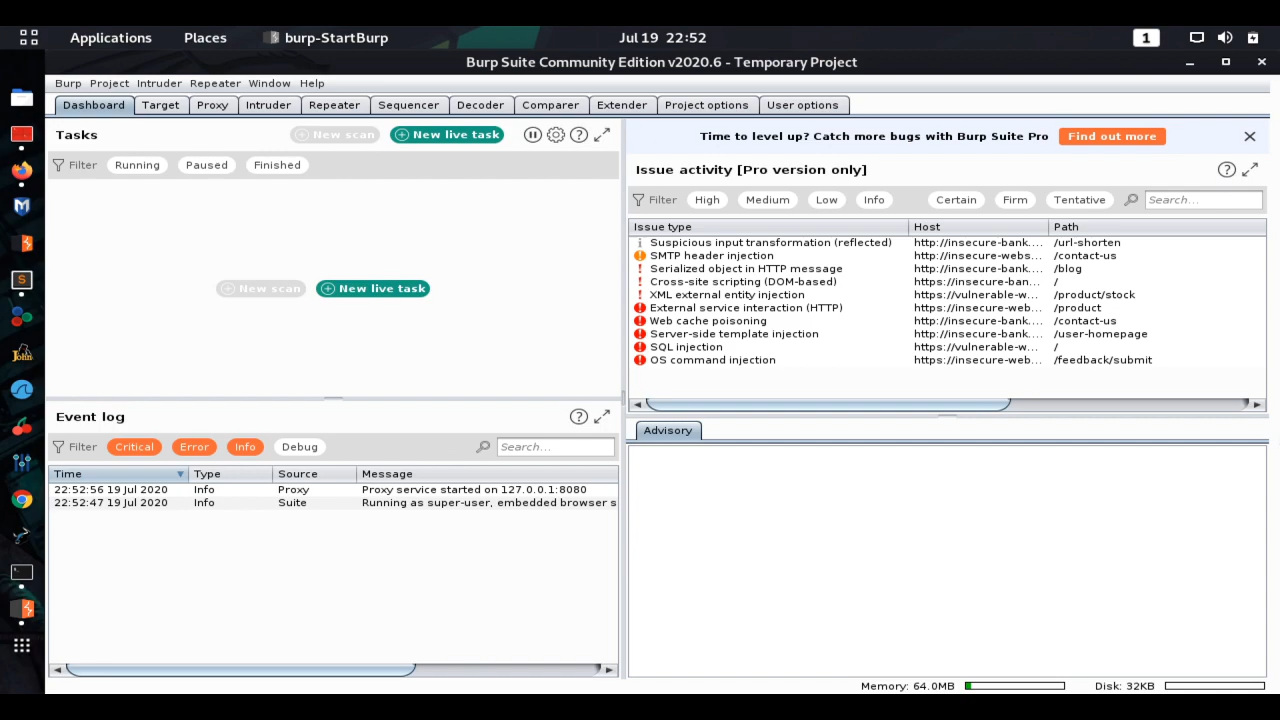 Applications Places burp-StartBurp Jul 19 22:52 1
Burp Suite Community Edition v2020.6 - Temporary Project
Burp Project Intruder Repeater Window Help
Dashboard Target Proxy Intruder Repeater Sequencer Decoder Comparer Extender Project options User options
Tasks New scan New live task ?
Filter Running Paused Finished
New scan New live task
Event log ?
Filter Critical Error Info Debug Search...
Time Type Source Message
22:52:56 19 Jul 2020 Info Proxy Proxy service started on 127.0.0.1:8080
22:52:47 19 Jul 2020 Info Suite Running as super-user, embedded browser s
Time to level up? Catch more bugs with Burp Suite Pro Find out more
Issue activity [Pro version only] ?
Filter High Medium Low Info Certain Firm Tentative Search...
Issue type Host Path
Suspicious input transformation (reflected) http://insecure-bank.... /url-shorten
SMTP header injection http://insecure-webs... /contact-us
Serialized object in HTTP message http://insecure-bank.... /blog
Cross-site scripting (DOM-based) https://insecure-ban... /
XML external entity injection https://vulnerable-w... /product/stock
External service interaction (HTTP) https://insecure-web... /product
Web cache poisoning http://insecure-bank.... /contact-us
Server-side template injection http://insecure-bank.... /user-homepage
SQL injection https://vulnerable-w... /
OS command injection https://insecure-web... /feedback/submit
Advisory
Memory: 64.0MB Disk: 32KB